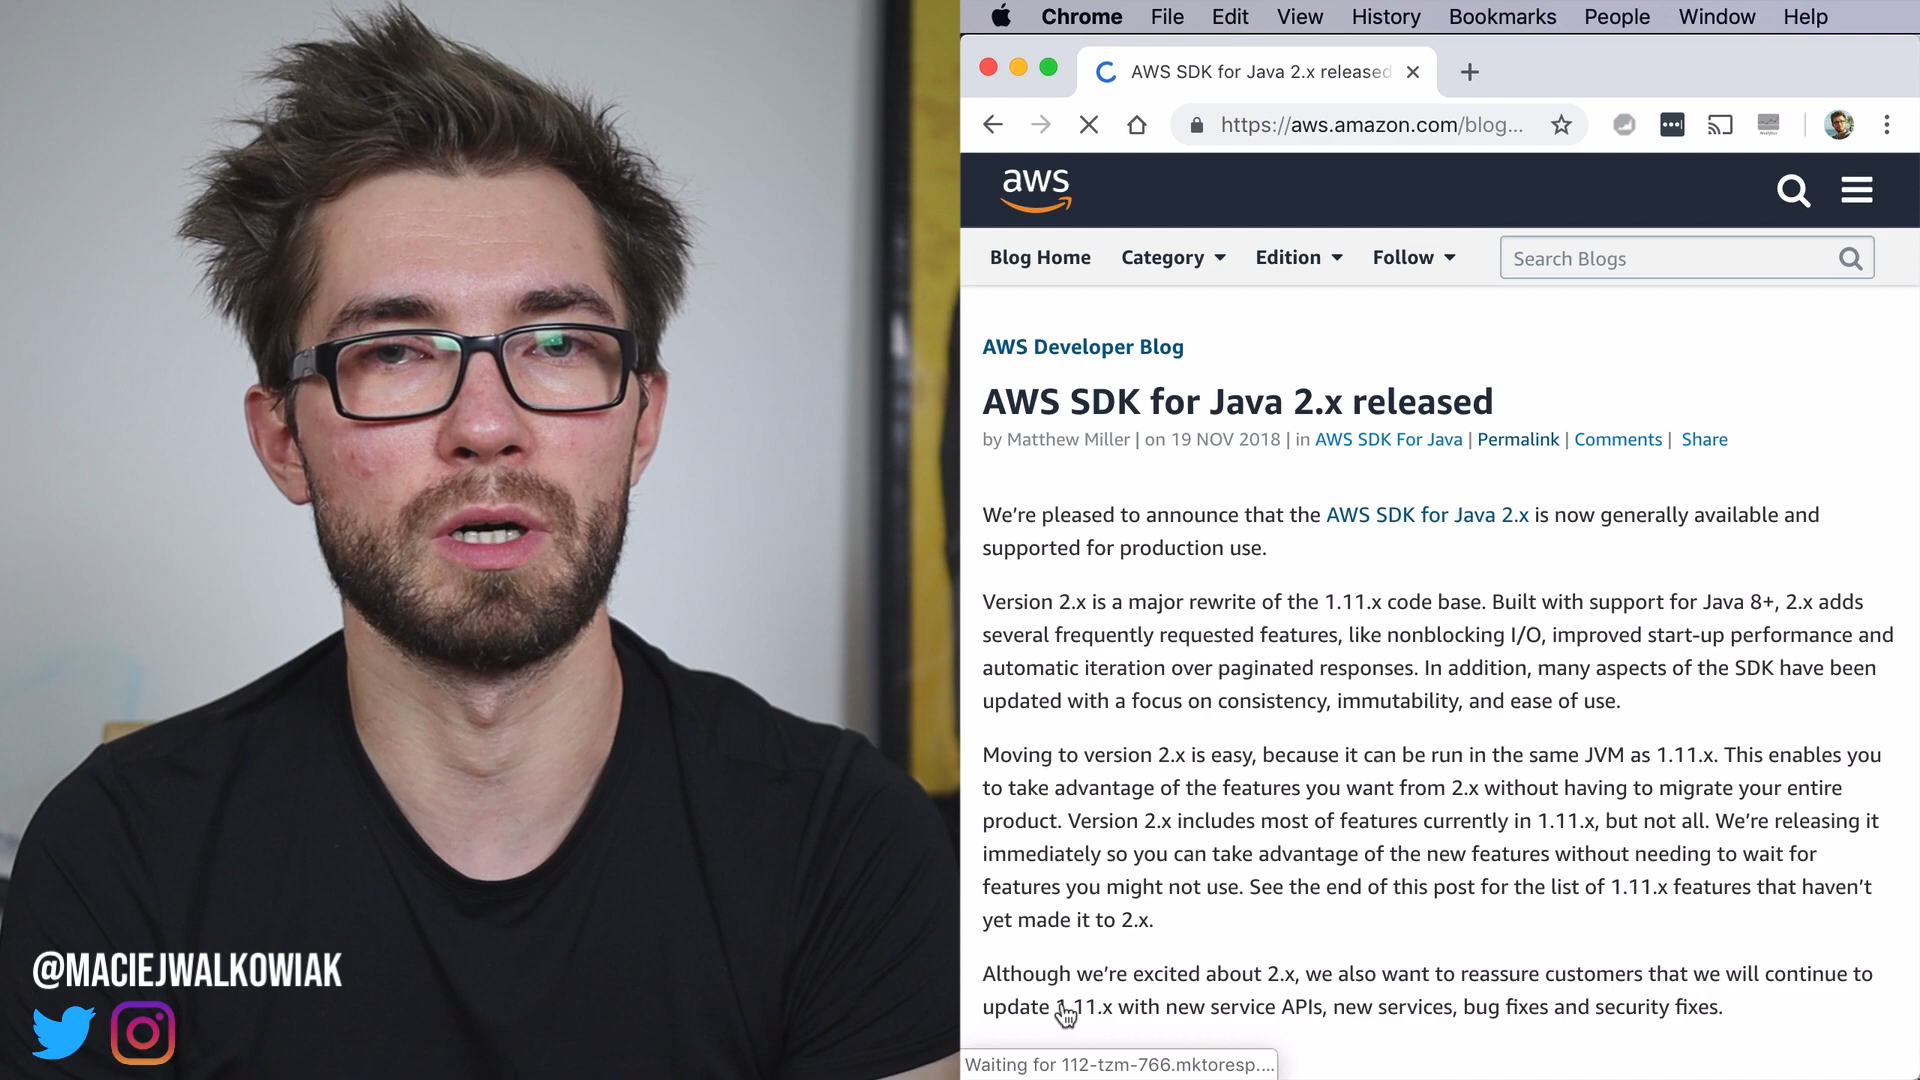 Chrome File Edit View History Bookmarks People Window Help
AWS SDK for Java 2.x released
https://aws.amazon.com/blog...
aws
Blog Home Category Edition Follow Search Blogs
AWS Developer Blog
AWS SDK for Java 2.x released
by Matthew Miller | on 19 NOV 2018 | in AWS SDK For Java | Permalink | Comments | Share
We’re pleased to announce that the AWS SDK for Java 2.x is now generally available and
supported for production use.
Version 2.x is a major rewrite of the 1.11.x code base. Built with support for Java 8+, 2.x adds
several frequently requested features, like nonblocking I/O, improved start-up performance and
automatic iteration over paginated responses. In addition, many aspects of the SDK have been
updated with a focus on consistency, immutability, and ease of use.
Moving to version 2.x is easy, because it can be run in the same JVM as 1.11.x. This enables you
to take advantage of the features you want from 2.x without having to migrate your entire
product. Version 2.x includes most of features currently in 1.11.x, but not all. We’re releasing it
immediately so you can take advantage of the new features without needing to wait for
features you might not use. See the end of this post for the list of 1.11.x features that haven’t
yet made it to 2.x.
Although we’re excited about 2.x, we also want to reassure customers that we will continue to
update 1.11.x with new service APIs, new services, bug fixes and security fixes.
Waiting for 112-tzm-766.mktoresp....
@MACIEJWALKOWIAK